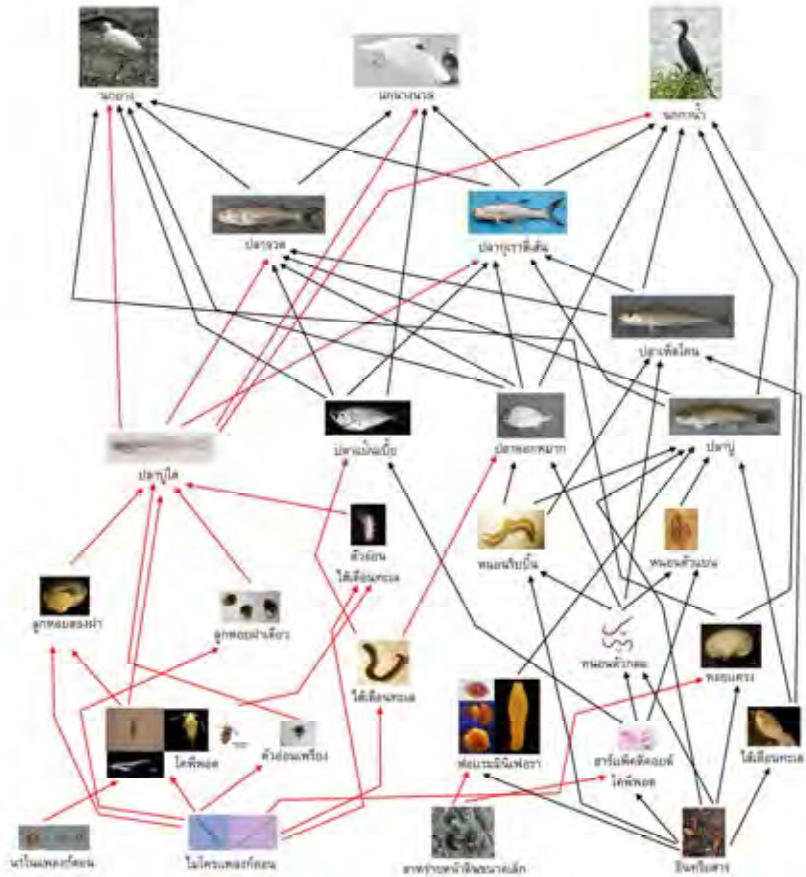 นกยาง
นกนางนวล
นกกาน้ำ
ปลาจวด
ปลากุเราสี่เส้น
ปลาเห็ดโคน
ปลาบู่ใส
ปลาแป้นเบี้ย
ปลาดอกหมาก
ปลาบู่
ตัวอ่อน
ไส้เดือนทะเล
หนอนริบบิ้น
หนอนตัวแบน
ลูกหอยสองฝา
ลูกหอยฝาเดียว
ไส้เดือนทะเล
หนอนตัวกลม
หอยแครง
โคพีพอด
ตัวอ่อนเพรียง
ฟอแรมมินิเฟอรา
ฮาร์แพคติคอยด์
โคพีพอด
ไส้เดือนทะเล
นาโนแพลงก์ตอน
ไมโครแพลงก์ตอน
สาหร่ายหน้าดินขนาดเล็ก
อินทรียสาร